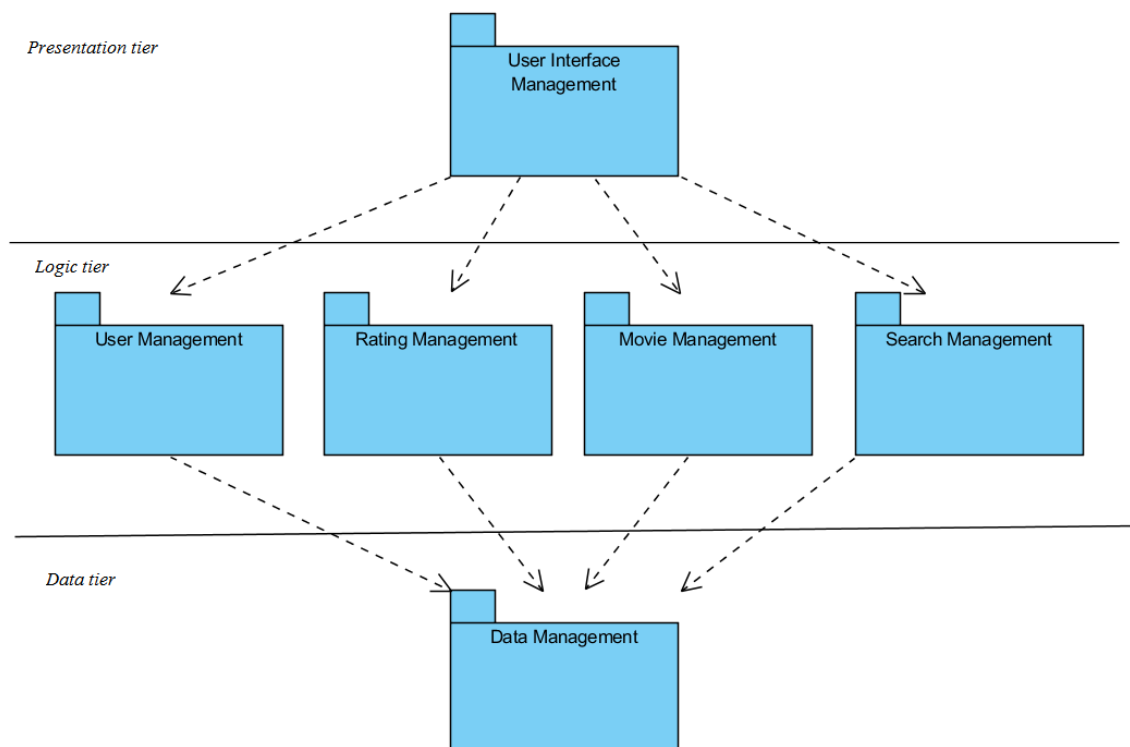 Presentation tier
User Interface
Management
Logic tier
User Management
Rating Management
Movie Management
Search Management
Data tier
Data Management